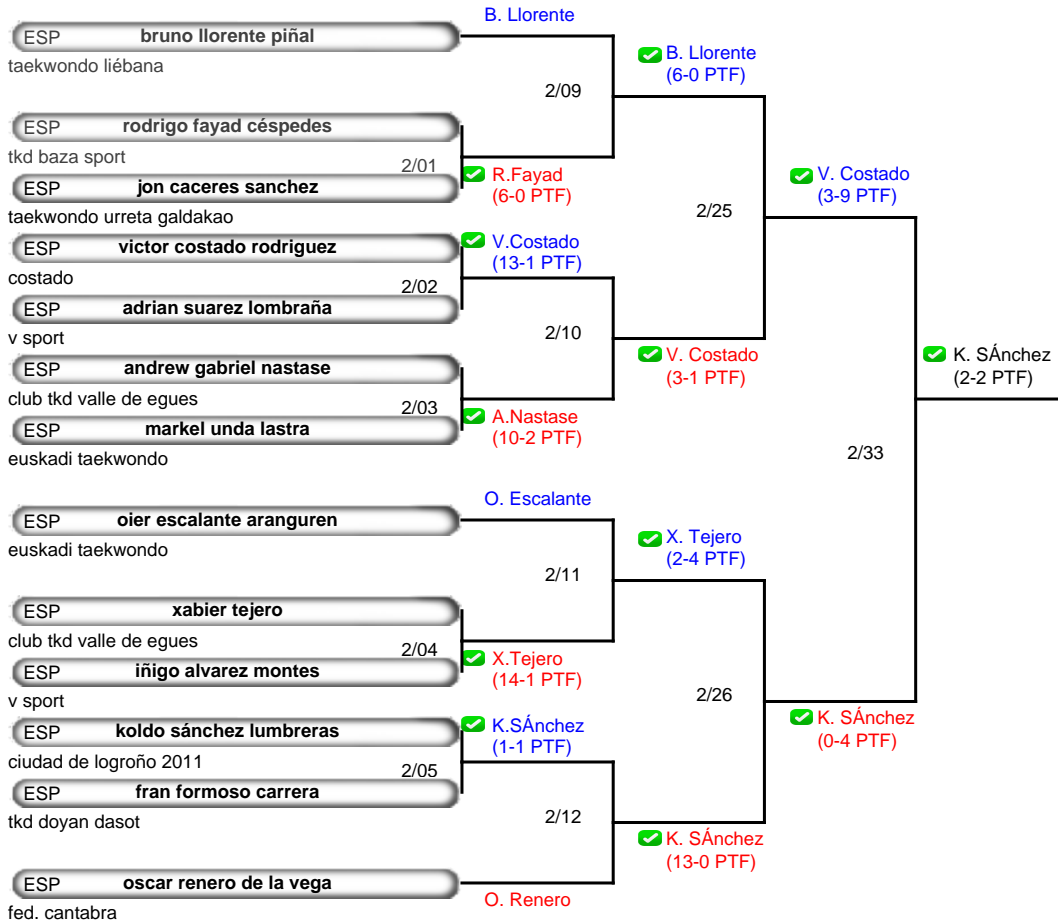 B. Llorente
ESP bruno llorente piñal
taekwondo liébana
B. Llorente
(6-0 PTF)
2/09
ESP rodrigo fayad céspedes
tkd baza sport
2/01
ESP jon caceres sanchez
taekwondo urreta galdakao
R.Fayad
(6-0 PTF)
V. Costado
(3-9 PTF)
2/25
ESP victor costado rodriguez
costado
V.Costado
(13-1 PTF)
2/02
ESP adrian suarez lombraña
v sport
2/10
V. Costado
(3-1 PTF)
K. SÁnchez
(2-2 PTF)
ESP andrew gabriel nastase
club tkd valle de egues
2/03
ESP markel unda lastra
euskadi taekwondo
A.Nastase
(10-2 PTF)
2/33
O. Escalante
ESP oier escalante aranguren
euskadi taekwondo
X. Tejero
(2-4 PTF)
2/11
ESP xabier tejero
club tkd valle de egues
2/04
ESP iñigo alvarez montes
v sport
X.Tejero
(14-1 PTF)
2/26
K. SÁnchez
(0-4 PTF)
ESP koldo sánchez lumbreras
ciudad de logroño 2011
K.SÁnchez
(1-1 PTF)
2/05
ESP fran formoso carrera
tkd doyan dasot
2/12
K. SÁnchez
(13-0 PTF)
ESP oscar renero de la vega
fed. cantabra
O. Renero